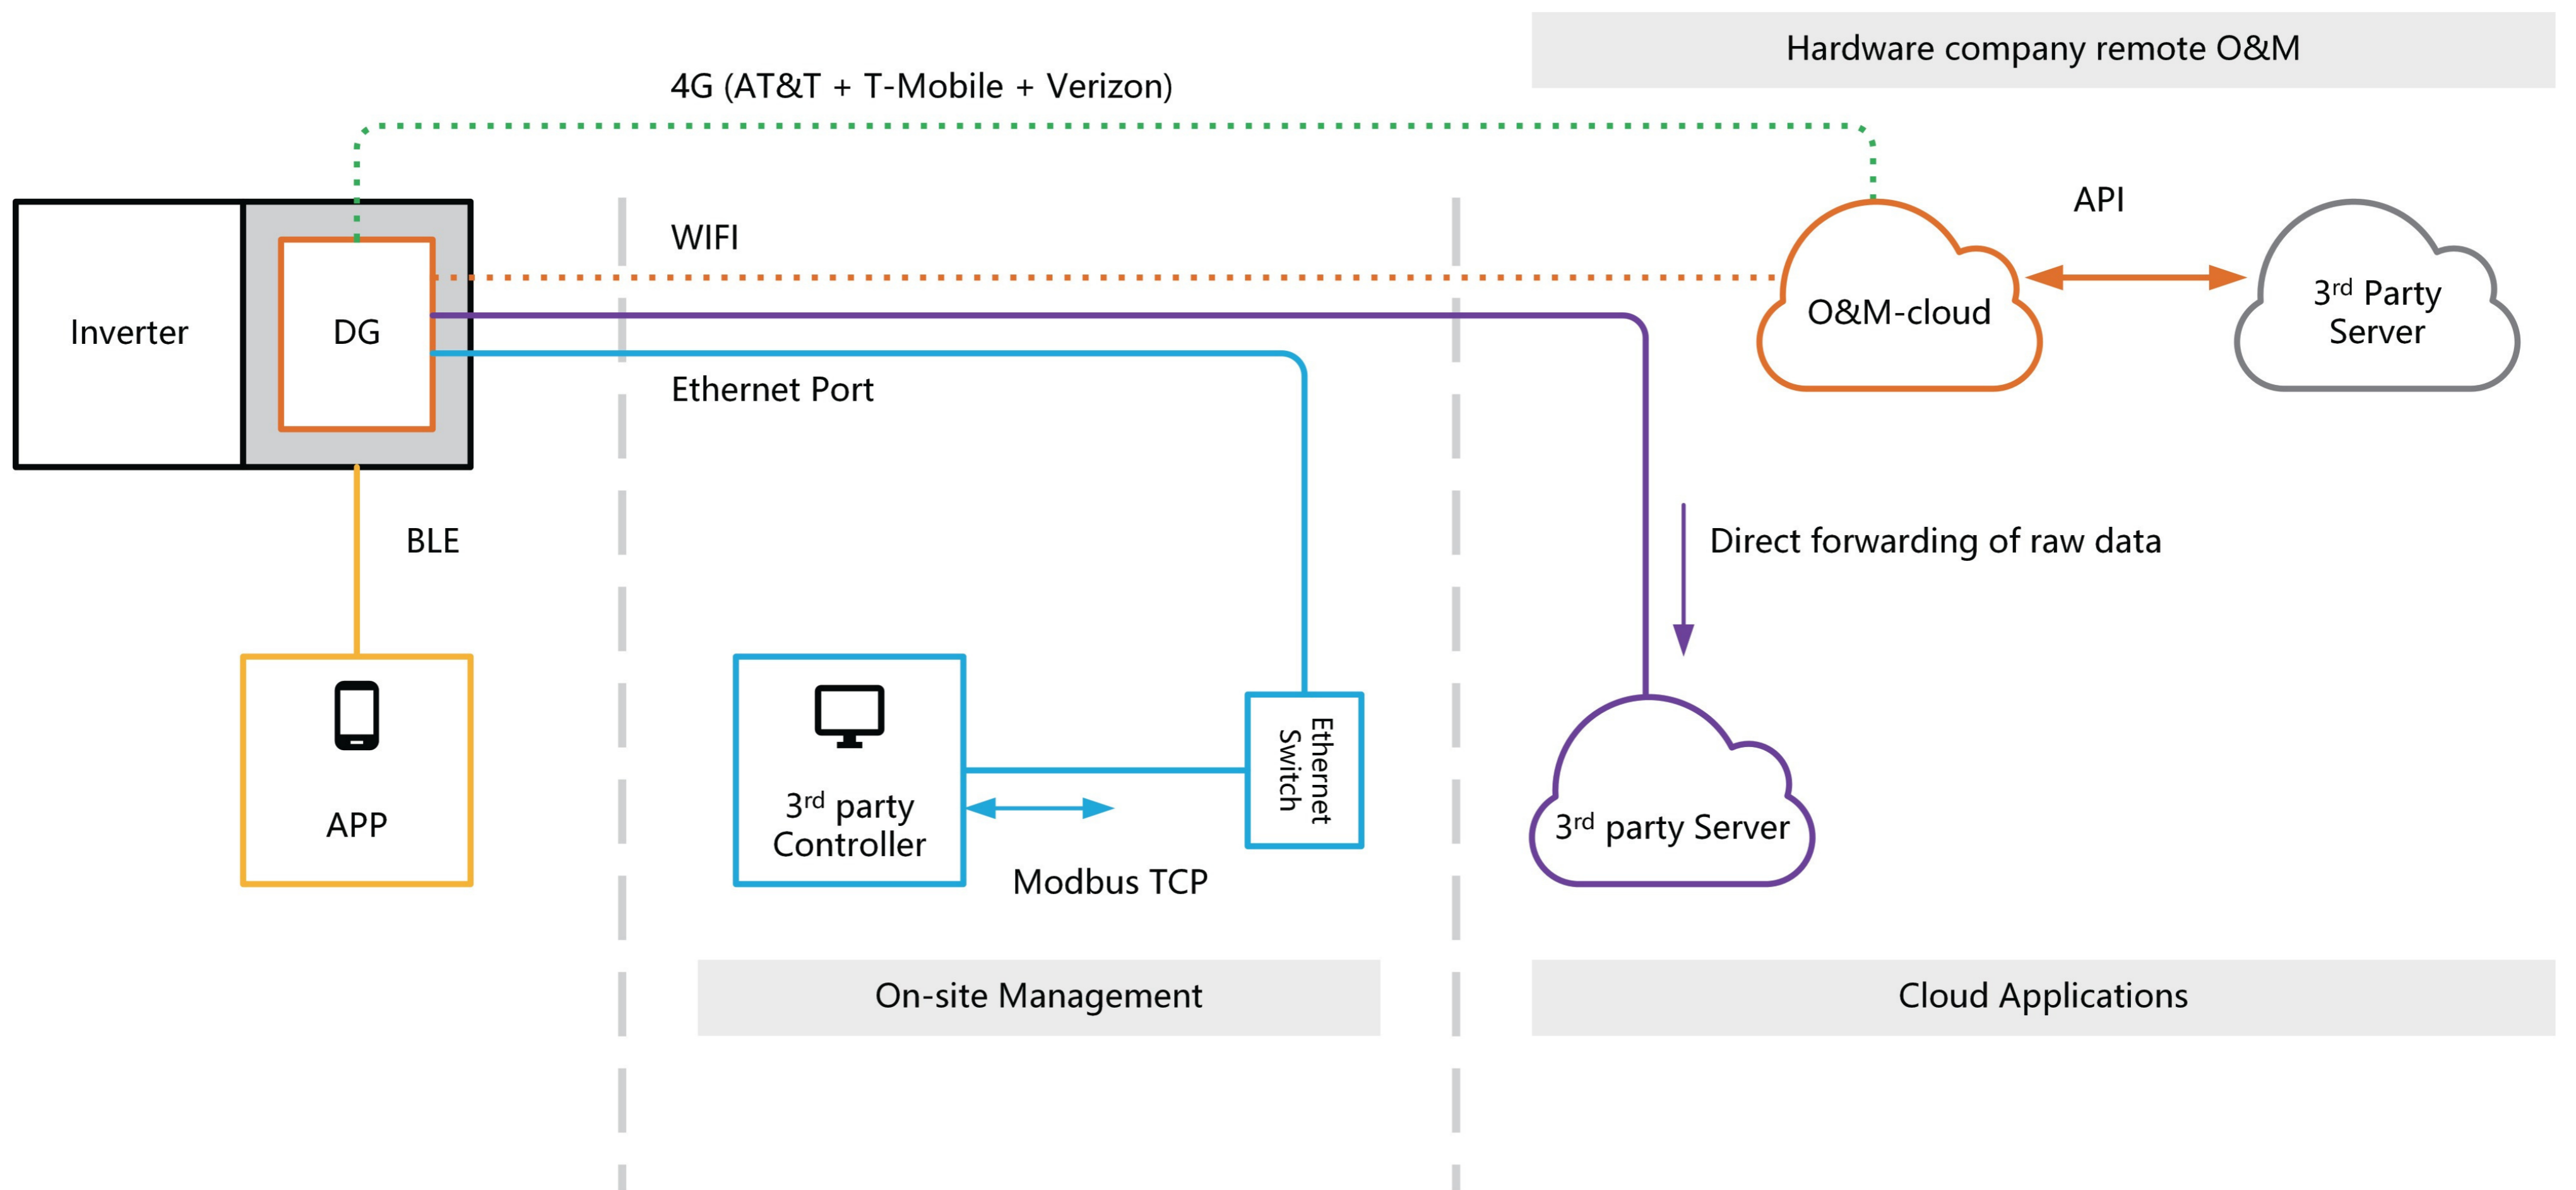 Hardware company remote O&M
4G (AT&T + T-Mobile + Verizon)
API
WIFI
3rd Party
Server
O&M-cloud
Inverter
DG
Ethernet Port
BLE
Direct forwarding of raw data
Ethernet
Switch
3rd party
Controller
APP
3rd party Server
Modbus TCP
On-site Management
Cloud Applications